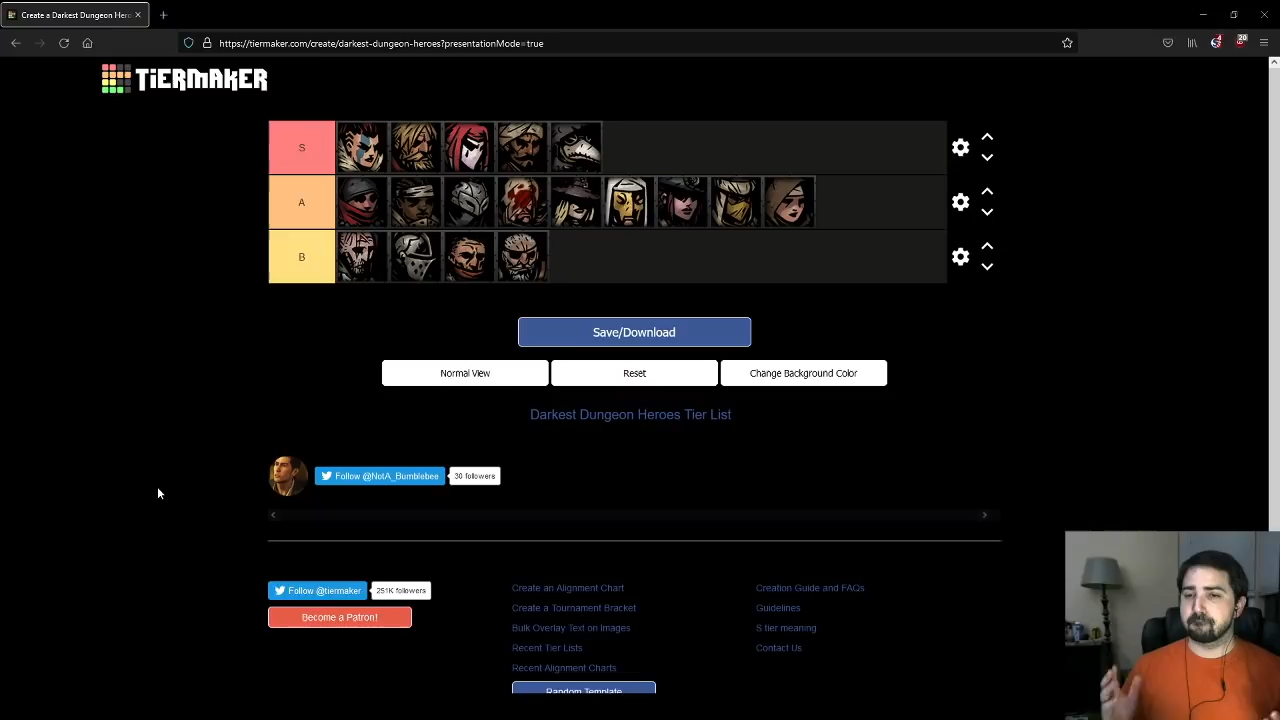 Create a Darkest Dungeon Her
https://tiermaker.com/create/darkest-dungeon-heroes?presentationMode=true
20
TiERMAKER
S
A
B
Save/Download
Normal View
Reset
Change Background Color
Darkest Dungeon Heroes Tier List
Follow @NotA_Bumblebee
30 followers
Follow @tiermaker
251K followers
Become a Patron!
Create an Alignment Chart
Create a Tournament Bracket
Bulk Overlay Text on Images
Recent Tier Lists
Recent Alignment Charts
Random Template
Creation Guide and FAQs
Guidelines
S tier meaning
Contact Us